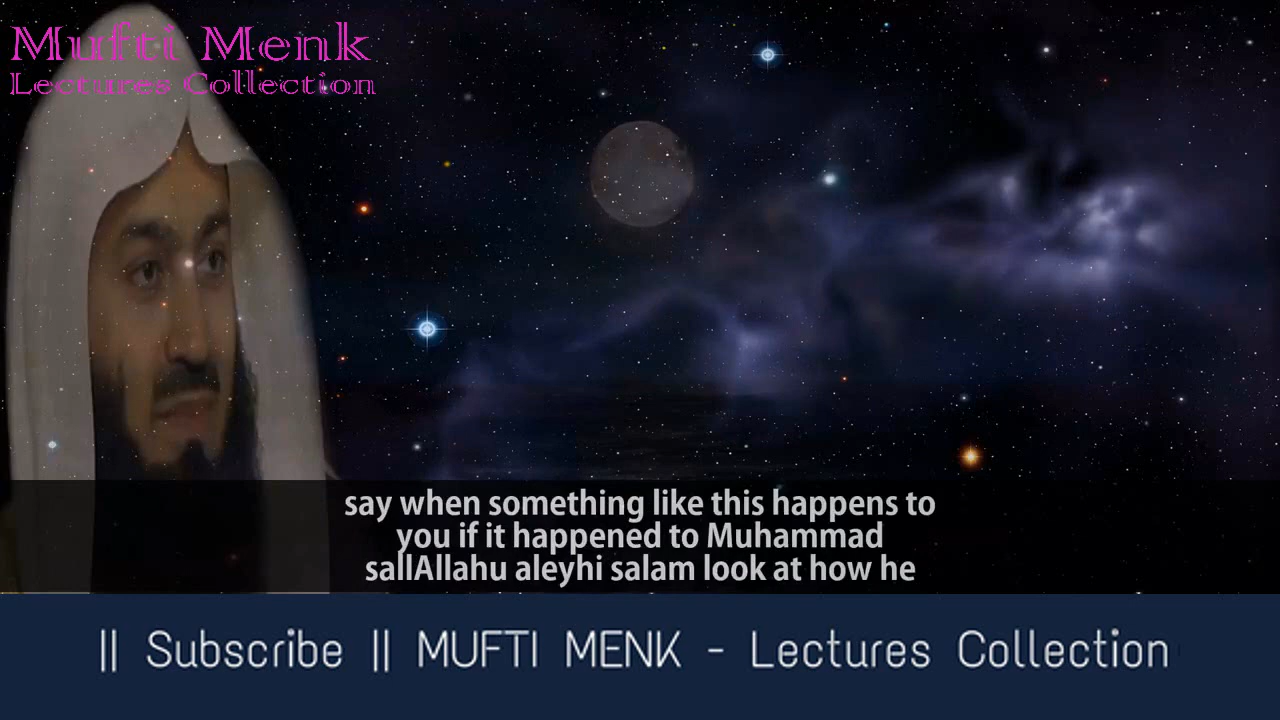 Mufti Menk
Lectures Collection
say when something like this happens to
you if it happened to Muhammad
sallAllahu aleyhi salam look at how he
|| Subscribe || MUFTI MENK - Lectures Collection